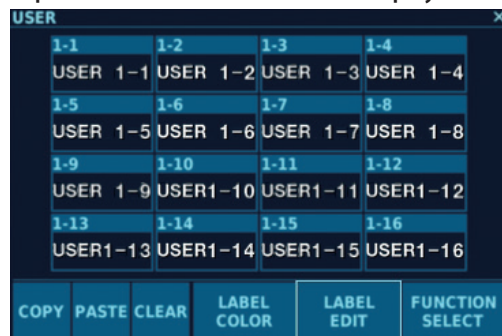 USER ×
1-1 1-2 1-3 1-4
USER 1-1 USER 1-2 USER 1-3 USER 1-4
1-5 1-6 1-7 1-8
USER 1-5 USER 1-6 USER 1-7 USER 1-8
1-9 1-10 1-11 1-12
USER 1-9 USER1-10 USER1-11 USER1-12
1-13 1-14 1-15 1-16
USER1-13 USER1-14 USER1-15 USER1-16
COPY PASTE CLEAR LABEL COLOR LABEL EDIT FUNCTION SELECT